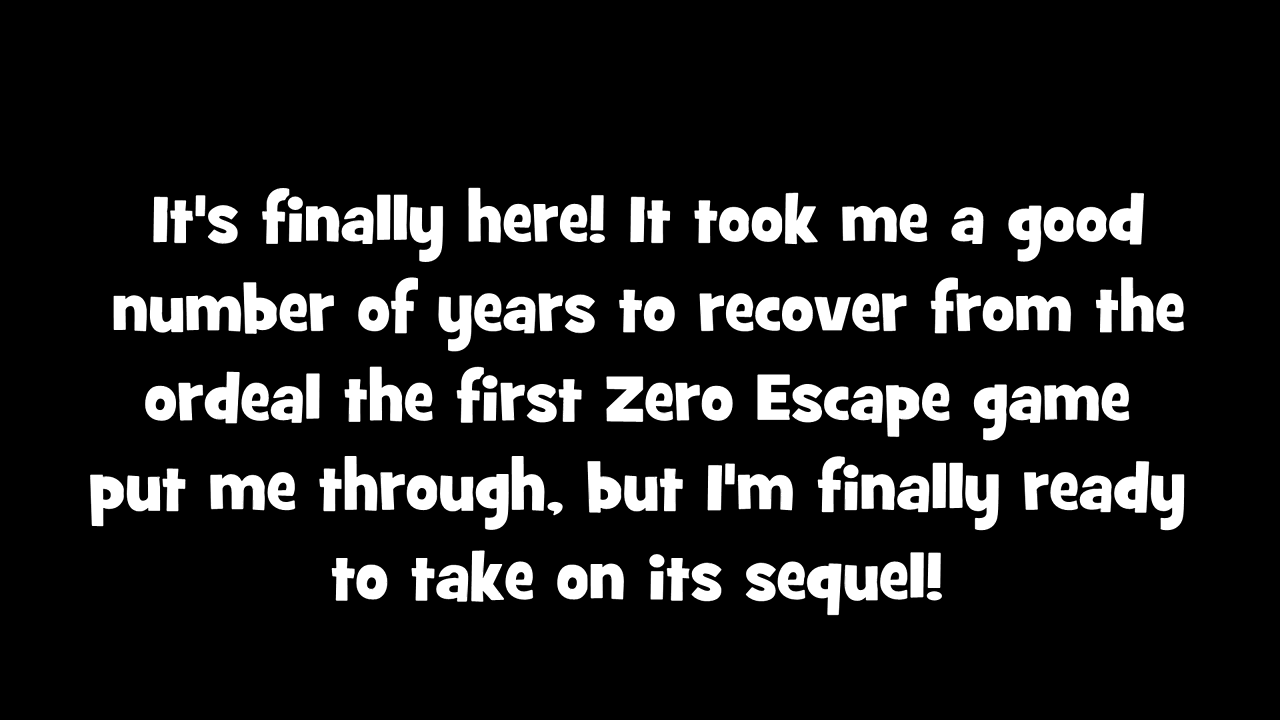 It's finally here! It took me a good
number of years to recover from the
ordeal the first Zero Escape game
put me through, but I'm finally ready
to take on its sequel!